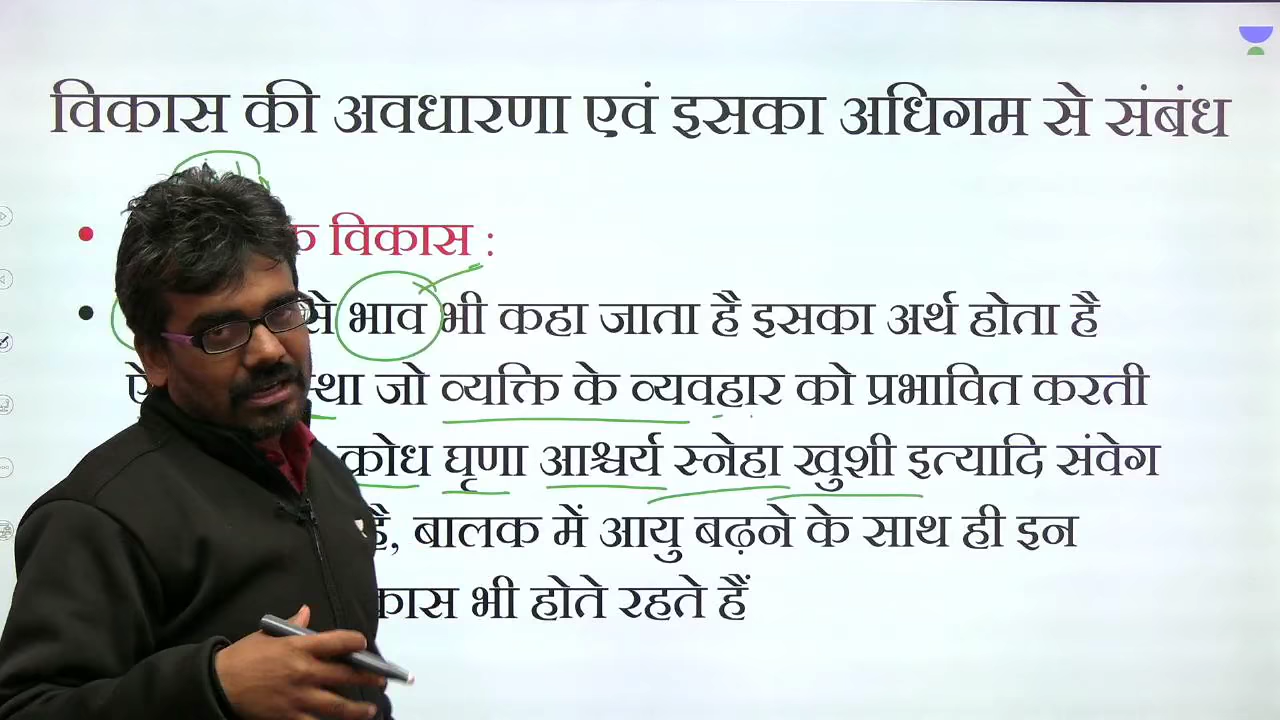 विकास की अवधारणा एवं इसका अधिगम से संबंध
विकास :
से भाव भी कहा जाता है इसका अर्थ होता है
जो व्यक्ति के व्यवहार को प्रभावित करती
क्रोध घृणा आश्चर्य स्नेहा खुशी इत्यादि संवेग
है, बालक में आयु बढ़ने के साथ ही इन
भी होते रहते हैं